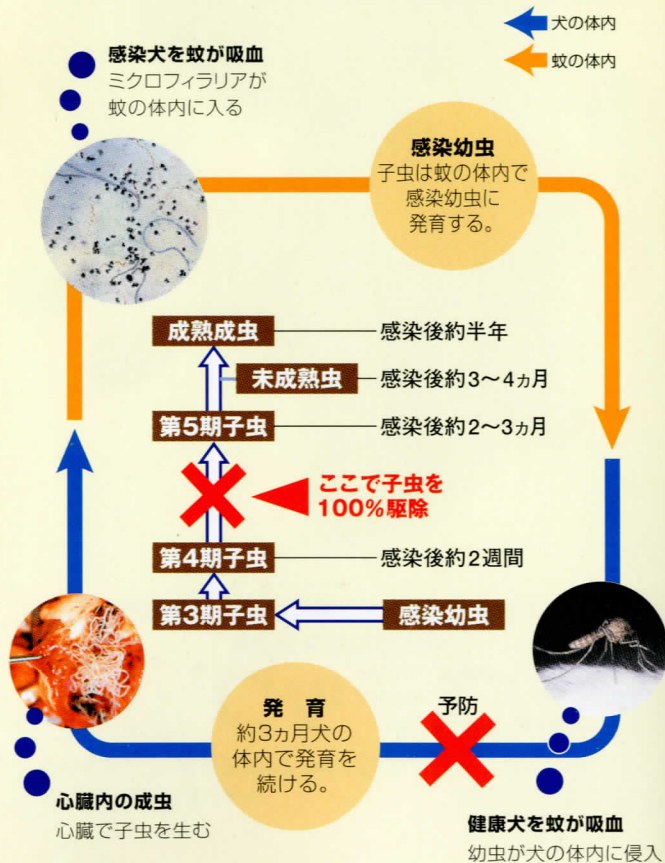 犬の体内
蚊の体内
感染犬を蚊が吸血
ミクロフィラリアが
蚊の体内に入る
感染幼虫
子虫は蚊の体内で
感染幼虫に
発育する。
成熟成虫
感染後約半年
未成熟虫
感染後約3〜4ヵ月
第5期子虫
感染後約2〜3ヵ月
ここで子虫を
100%駆除
第4期子虫
感染後約2週間
第3期子虫
感染幼虫
発 育
約3ヵ月犬の
体内で発育を
続ける。
予防
心臓内の成虫
心臓で子虫を生む
健康犬を蚊が吸血
幼虫が犬の体内に侵入